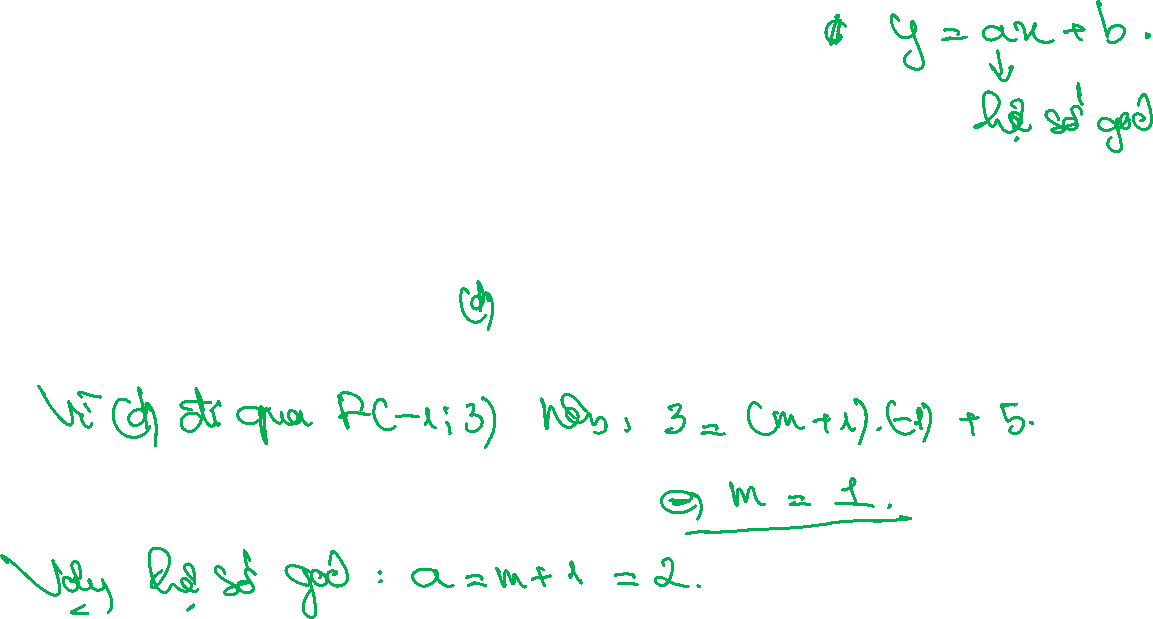 y = ax + b.
↓
hệ số góc
(d)
Vì (d) đi qua P(-1; 3) nên: 3 = (m+1).(-1) + 5.
⇔ m = 1.
Vậy hệ số góc: a = m+1 = 2.